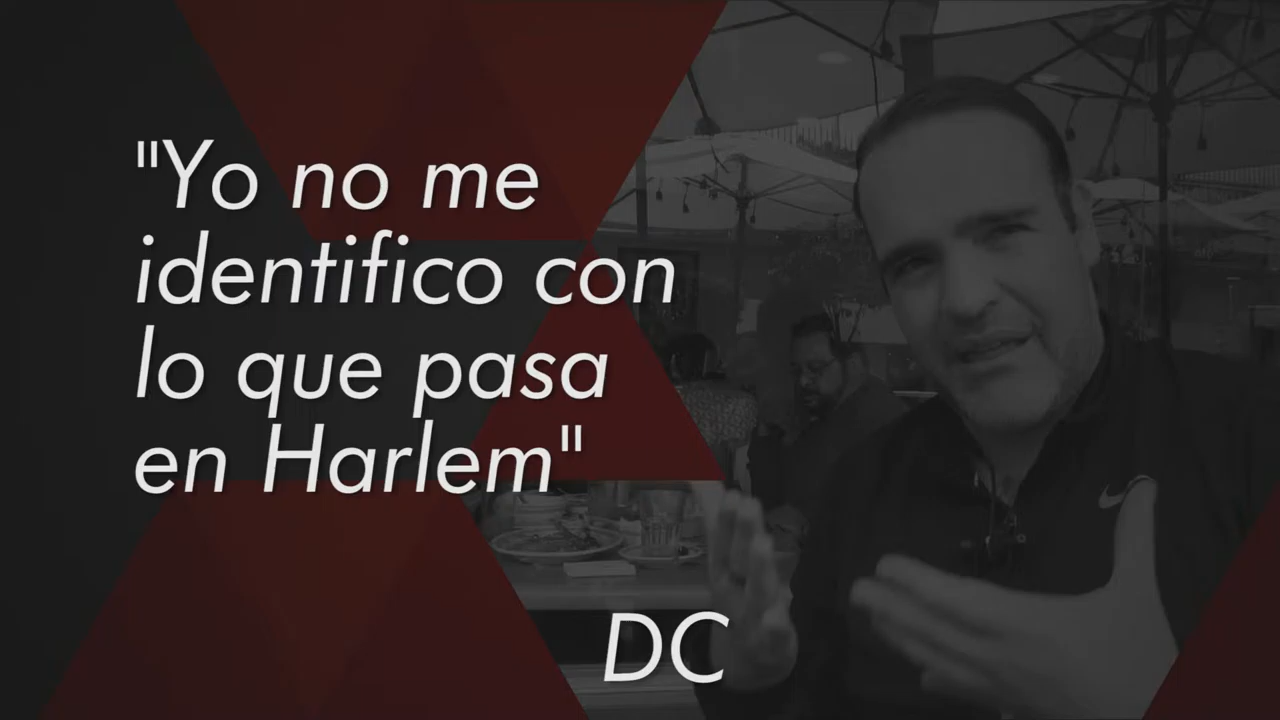 "Yo no me
identifico con
lo que pasa
en Harlem"
DC